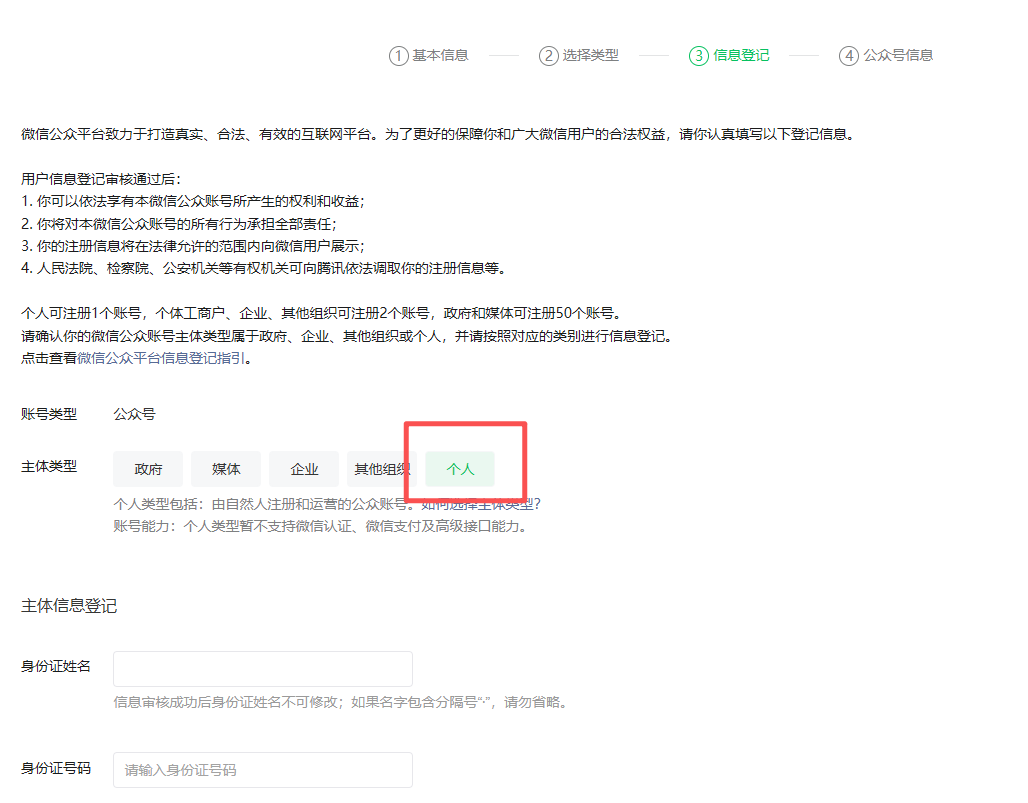 ① 基本信息 ② 选择类型 ③ 信息登记 ④ 公众号信息
微信公众平台致力于打造真实、合法、有效的互联网平台。为了更好的保障你和广大微信用户的合法权益，请你认真填写以下登记信息。
用户信息登记审核通过后：
1. 你可以依法享有本微信公众账号所产生的权利和收益；
2. 你将对本微信公众账号的所有行为承担全部责任；
3. 你的注册信息将在法律允许的范围内向微信用户展示；
4. 人民法院、检察院、公安机关等有权机关可向腾讯依法调取你的注册信息等。
个人可注册1个账号，个体工商户、企业、其他组织可注册2个账号，政府和媒体可注册50个账号。
请确认你的微信公众账号主体类型属于政府、企业、其他组织或个人，并请按照对应的类别进行信息登记。
点击查看微信公众平台信息登记指引。
账号类型 公众号
主体类型 政府 媒体 企业 其他组织 个人
个人类型包括：由自然人注册和运营的公众账号。如何选择主体类型？
账号能力：个人类型暂不支持微信认证、微信支付及高级接口能力。
主体信息登记
身份证姓名
信息审核成功后身份证姓名不可修改；如果名字包含分隔号“·”，请勿省略。
身份证号码 请输入身份证号码